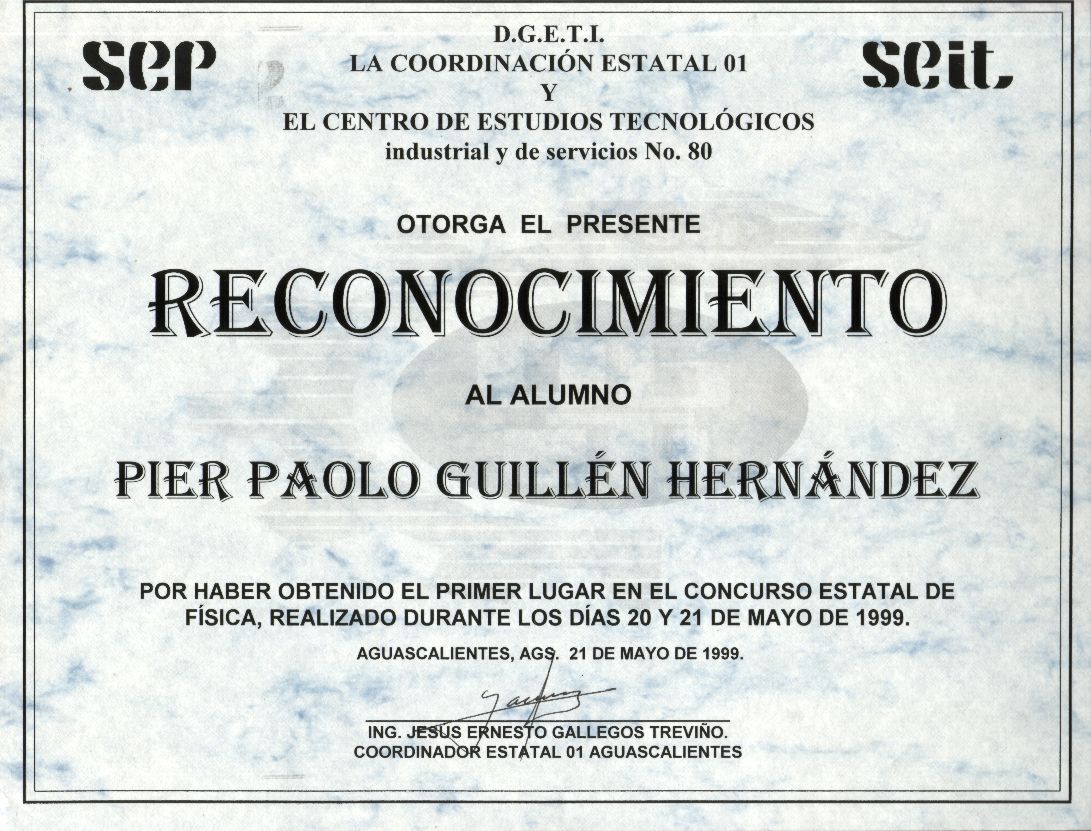 sep
seit
D.G.E.T.I.
LA COORDINACIÓN ESTATAL 01
Y
EL CENTRO DE ESTUDIOS TECNOLÓGICOS
industrial y de servicios No. 80
OTORGA EL PRESENTE
RECONOCIMIENTO
AL ALUMNO
PIER PAOLO GUILLÉN HERNÁNDEZ
POR HABER OBTENIDO EL PRIMER LUGAR EN EL CONCURSO ESTATAL DE
FÍSICA, REALIZADO DURANTE LOS DÍAS 20 Y 21 DE MAYO DE 1999.
AGUASCALIENTES, AGS. 21 DE MAYO DE 1999.
ING. JESÚS ERNESTO GALLEGOS TREVIÑO.
COORDINADOR ESTATAL 01 AGUASCALIENTES